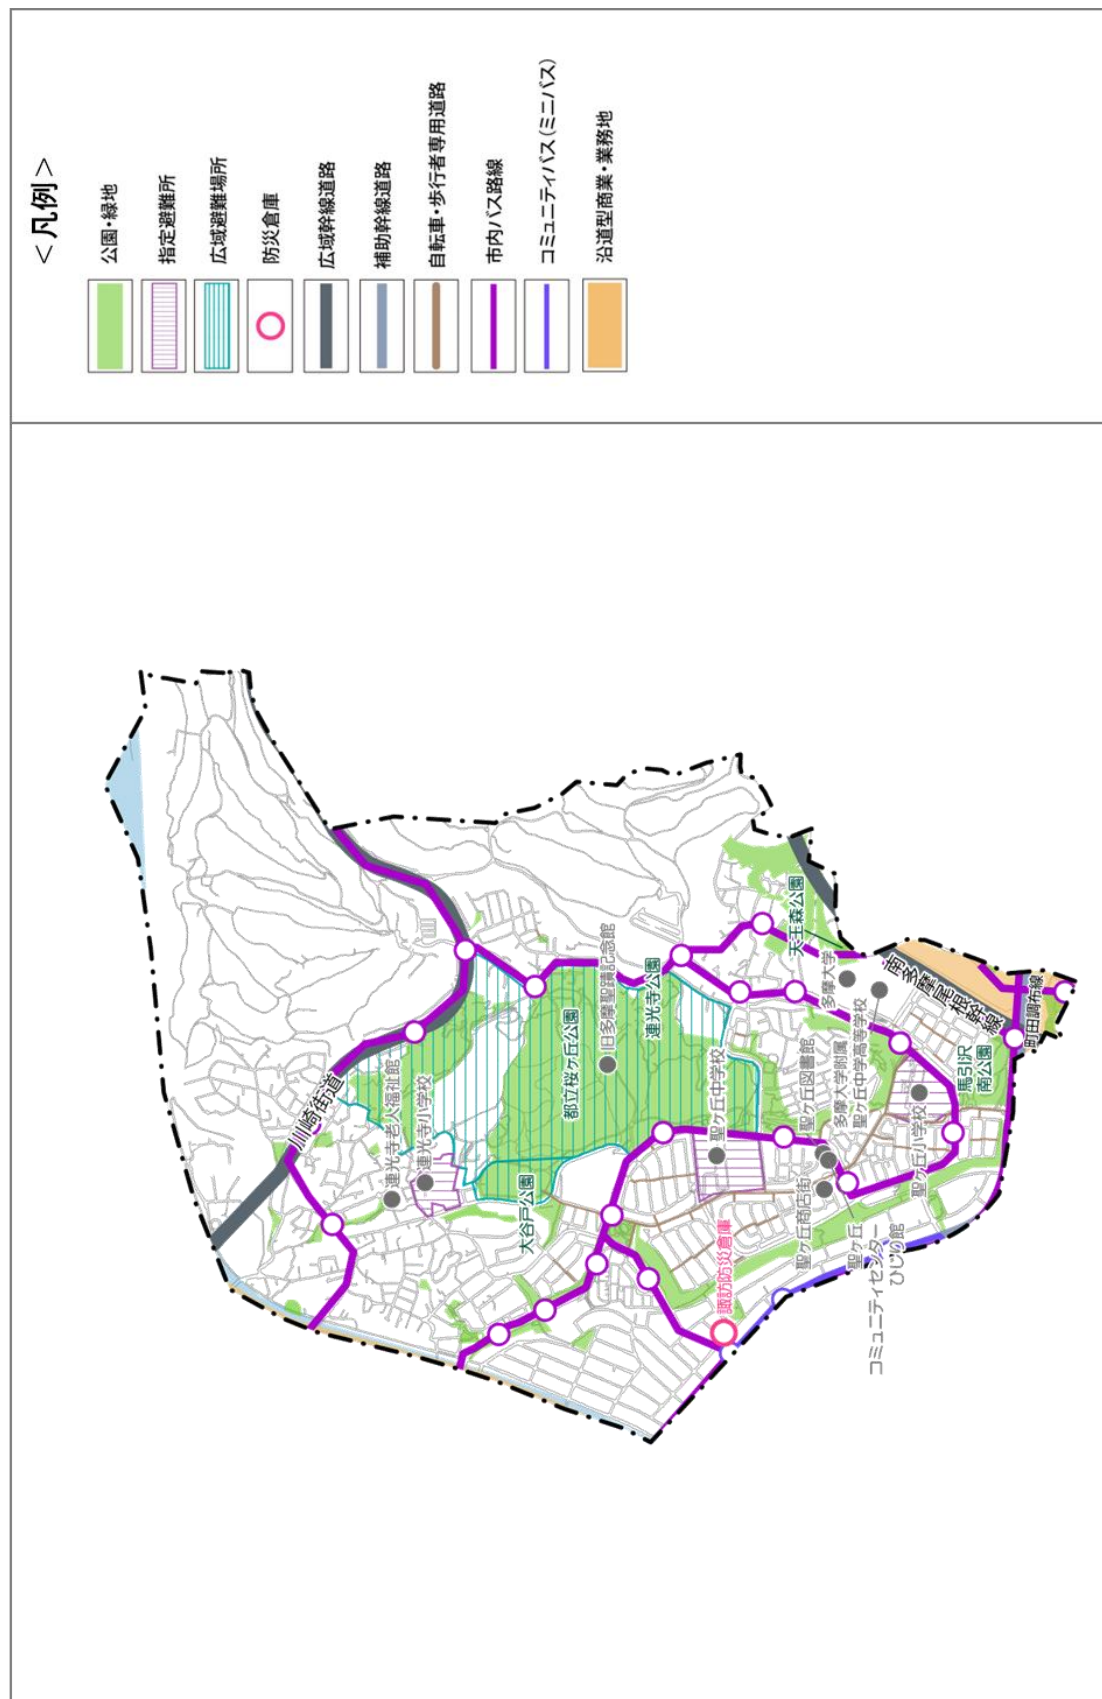 ＜凡例＞
公園・緑地
指定避難所
広域避難場所
防災倉庫
広域幹線道路
補助幹線道路
自転車・歩行者専用道路
市内バス路線
コミュニティバス（ミニバス）
沿道型商業・業務地
川崎街道
連光寺老人福祉館
連光寺小学校
大谷戸公園
都立桜ヶ丘公園
旧多摩聖蹟記念館
連光寺公園
聖ヶ丘中学校
諏訪防災倉庫
天王森公園
多摩大学
聖ヶ丘図書館
多摩大学附属
聖ヶ丘中学高等学校
聖ヶ丘商店街
聖ヶ丘
コミュニティセンター
ひじり館
聖ヶ丘小学校
馬引沢
南公園
南多摩尾根幹線
町田調布線